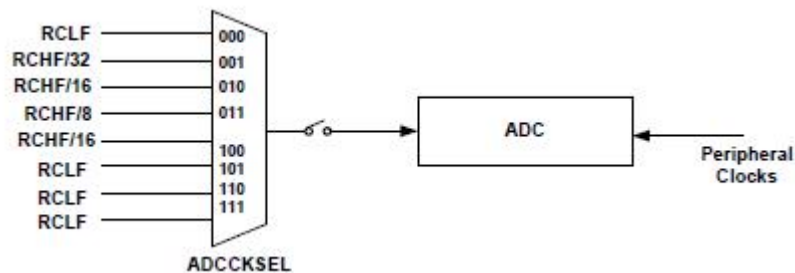 RCLF
000
RCHF/32
001
RCHF/16
010
RCHF/8
011
RCHF/16
100
RCLF
101
RCLF
110
RCLF
111
ADCCKSEL
ADC
Peripheral
Clocks